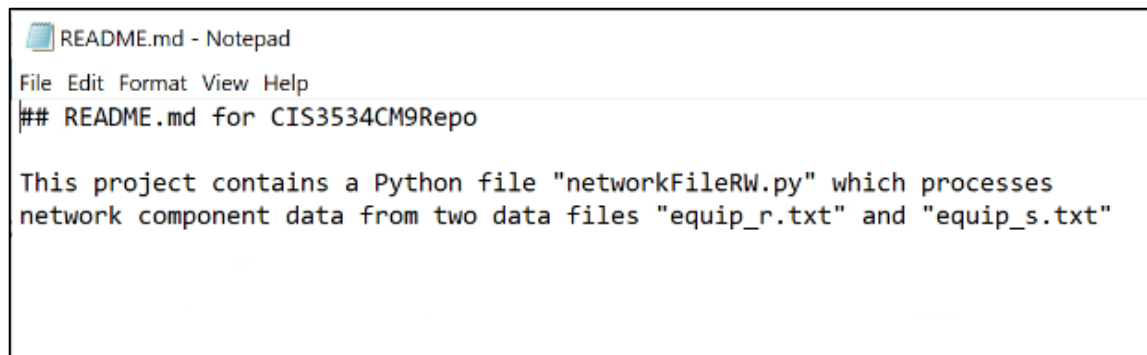 README.md - Notepad
File Edit Format View Help
## README.md for CIS3534CM9Repo
This project contains a Python file "networkFileRW.py" which processes
network component data from two data files "equip_r.txt" and "equip_s.txt"